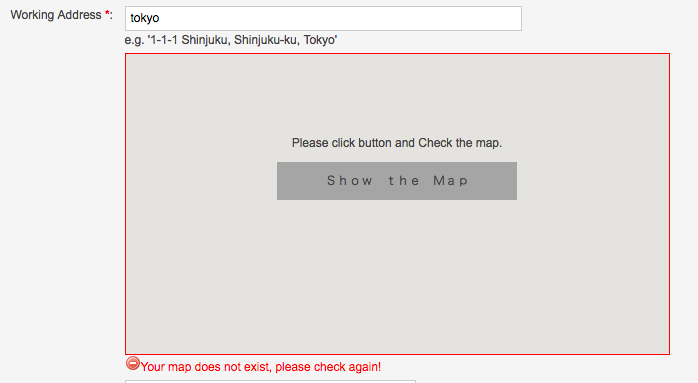 Working Address *:
tokyo
e.g. '1-1-1 Shinjuku, Shinjuku-ku, Tokyo'
Please click button and Check the map.
Show the Map
Your map does not exist, please check again!